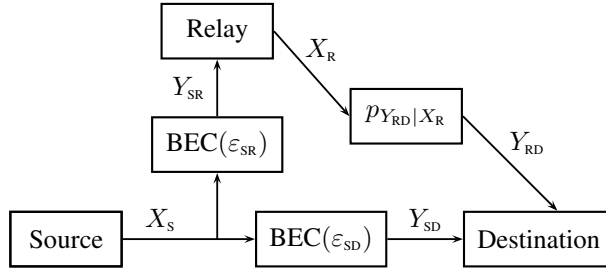 Relay
X_R
Y_SR
p_{Y_RD|X_R}
BEC(ε_SR)
Y_RD
X_S
Y_SD
Source
BEC(ε_SD)
Destination